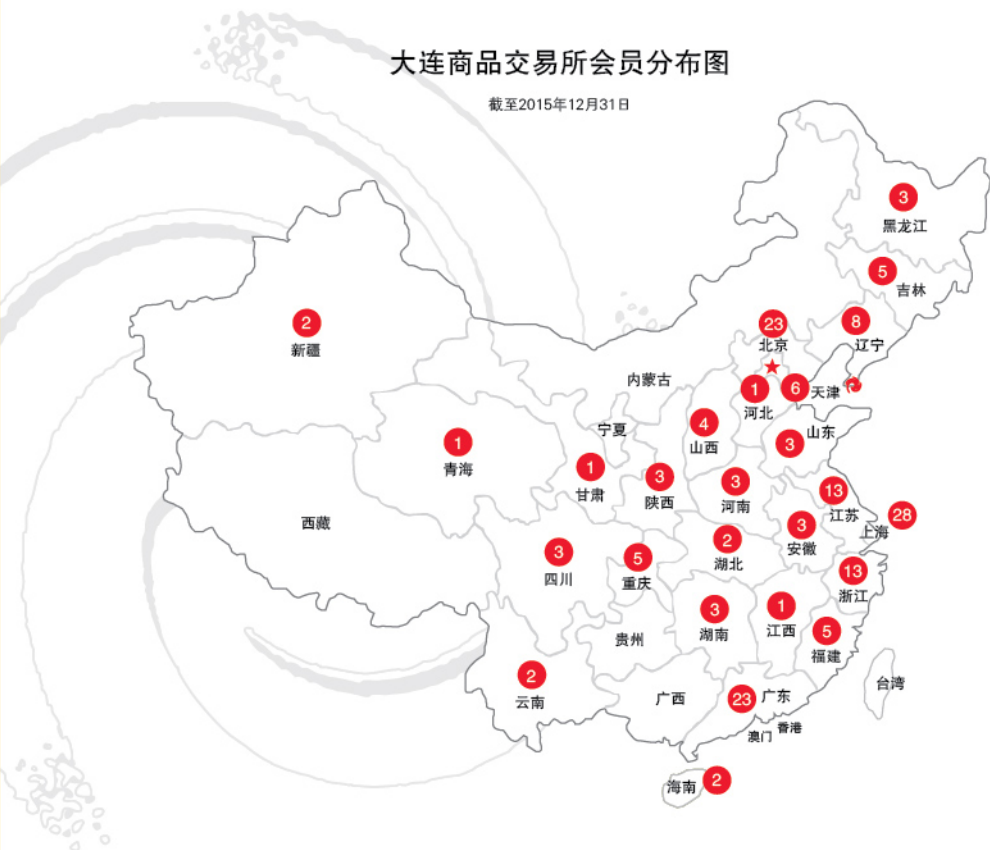 大连商品交易所会员分布图
截至2015年12月31日
3
黑龙江
5
吉林
2
新疆
23
北京
8
辽宁
内蒙古
1
河北
6
天津
4
山西
3
山东
宁夏
1
青海
1
甘肃
3
陕西
3
河南
13
江苏
28
上海
西藏
3
四川
5
重庆
2
湖北
3
安徽
13
浙江
3
湖南
1
江西
5
福建
贵州
2
云南
广西
23
广东
台湾
澳门
香港
海南
2